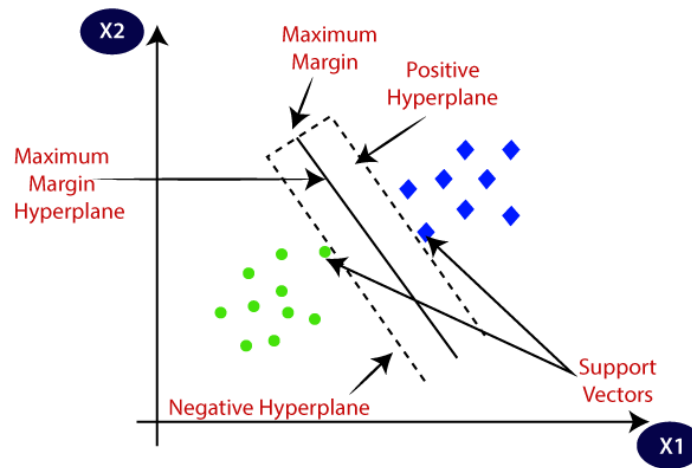 X2
Maximum
Margin
Positive
Hyperplane
Maximum
Margin
Hyperplane
Support
Vectors
Negative Hyperplane
X1